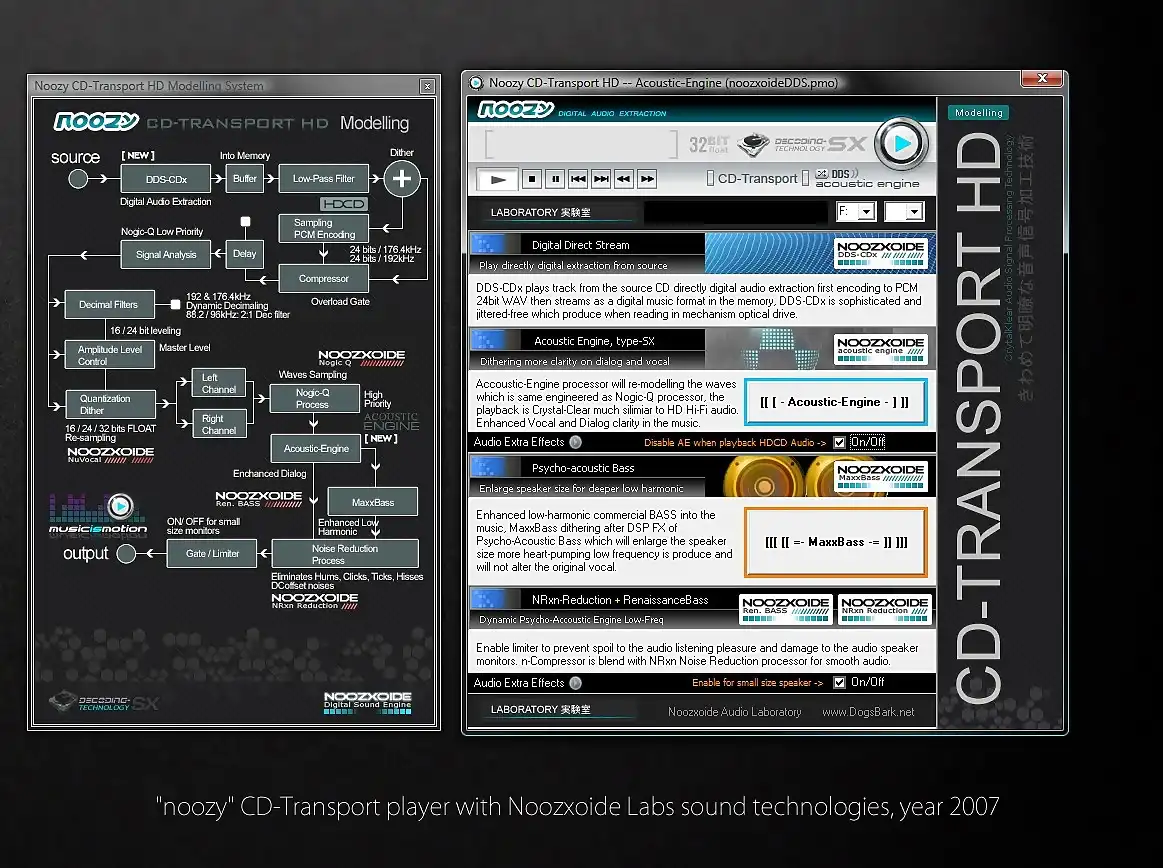 Noozy CD-Transport HD Modelling System
x
nOOZy CD-TRANSPORT HD Modelling
source
[ NEW ]
Into Memory
Dither
DDS-CDx
Buffer
Low-Pass Filter
+
Digital Audio Extraction
HDCD
Nogic-Q Low Priority
Sampling
PCM Encoding
Signal Analysis
Delay
24 bits / 176.4kHz
24 bits / 192kHz
Compressor
Overload Gate
Decimal Filters
192 & 176.4kHz
Dynamic Decimaling
88.2 / 96kHz: 2:1 Dec filter
16 / 24 bit leveling
Amplitude Level
Control
Master Level
NOOZXOIDE
Nogic Q
Waves Sampling
Left
Channel
Nogic-Q
Process
High
Priority
Quantization
Dither
Right
Channel
ACOUSTIC
ENGINE
[ NEW ]
16 / 24 / 32 bits FLOAT
Re-sampling
NOOZXOIDE
NuVocal
Acoustic-Engine
Enchanced Dialog
NOOZXOIDE
Ren. BASS
MaxxBass
musicismotion
ON/ OFF for small
size monitors
Enhanced Low
Harmonic
output
Gate / Limiter
Noise Reduction
Process
Eliminates Hums, Clicks, Ticks, Hisses
DCoffset noises
NOOZXOIDE
NRxn Reduction
DECODING-
TECHNOLOGY SX
NOOZXOIDE
Digital Sound Engine
Noozy CD-Transport HD -- Acoustic-Engine (noozxoideDDS.pmo)
X
nOOZy DIGITAL AUDIO EXTRACTION
32BIT
float
DECODING-
TECHNOLOGY SX
CD-Transport
DDS
acoustic engine
LABORATORY 実験室
F:
Digital Direct Stream
Play directly digital extraction from source
NOOZXOIDE
DDS-CDx
DDS-CDx plays track from the source CD directly digital audio extraction first encoding to PCM
24bit WAV then streams as a digital music format in the memory, DDS-CDx is sophisticated and
jittered-free which produce when reading in mechanism optical drive.
Acoustic Engine, type-SX
Dithering more clarity on dialog and vocal
NOOZXOIDE
acoustic engine
Accoustic-Engine processor will re-modelling the waves
which is same engineered as Nogic-Q processor, the
playback is Crystal-Clear much silimiar to HD Hi-Fi audio.
Enhanced Vocal and Dialog clarity in the music.
[[ [ - Acoustic-Engine - ] ]]
Audio Extra Effects
Disable AE when playback HDCD Audio ->
On/Off
Psycho-acoustic Bass
Enlarge speaker size for deeper low harmonic
NOOZXOIDE
MaxxBass
Enhanced low-harmonic commercial BASS into the
music, MaxxBass dithering after DSP FX of
Psycho-Acoustic Bass which will enlarge the speaker
size more heart-pumping low frequency is produce and
will not alter the original vocal.
[[[ [[ =- MaxxBass -= ]] ]]]
NRxn-Reduction + RenaissanceBass
Dynamic Psycho-Accoustic Engine Low-Freq
NOOZXOIDE
Ren. BASS
NOOZXOIDE
NRxn Reduction
Enable limiter to prevent spoil to the audio listening pleasure and damage to the audio speaker
monitors. n-Compressor is blend with NRxn Noise Reduction processor for smooth audio.
Audio Extra Effects
Enable for small size speaker ->
On/Off
LABORATORY 実験室
Noozxoide Audio Laboratory
www.DogsBark.net
Modelling
CD-TRANSPORT HD
CrytalKlear Audio Signal Processing Technology
きわめて明瞭な音声信号加工技術
"noozy" CD-Transport player with Noozxoide Labs sound technologies, year 2007